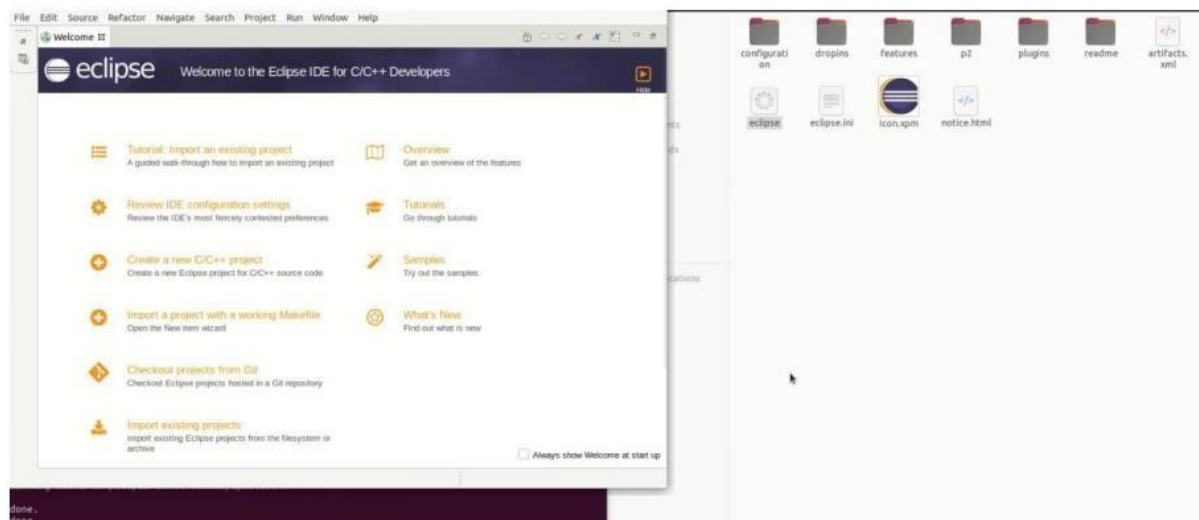 File Edit Source Refactor Navigate Search Project Run Window Help
Welcome
eclipse Welcome to the Eclipse IDE for C/C++ Developers
Hide
Tutorial: Import an existing project
A guided walk-through how to import an existing project
Overview
Get an overview of the features
Review IDE configuration settings
Review the IDE's most fiercely contested preferences
Tutorials
Go through tutorials
Create a new C/C++ project
Create a new Eclipse project for C/C++ source code
Samples
Try out the samples
Import a project with a working Makefile
Open the New item wizard
What's New
Find out what is new
Checkout projects from Git
Checkout Eclipse projects hosted in a Git repository
Import existing projects
Import existing Eclipse projects from the filesystem or
archive
Always show Welcome at start up
done.
configurati
on
dropins
features
p2
plugins
readme
artifacts.
xml
eclipse
eclipse.ini
icon.xpm
notice.html